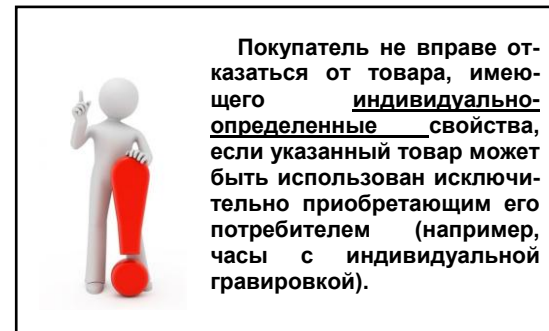 Покупатель не вправе от-
казаться от товара, имею-
щего индивидуально-
определенные свойства,
если указанный товар может
быть использован исключи-
тельно приобретающим его
потребителем (например,
часы с индивидуальной
гравировкой).